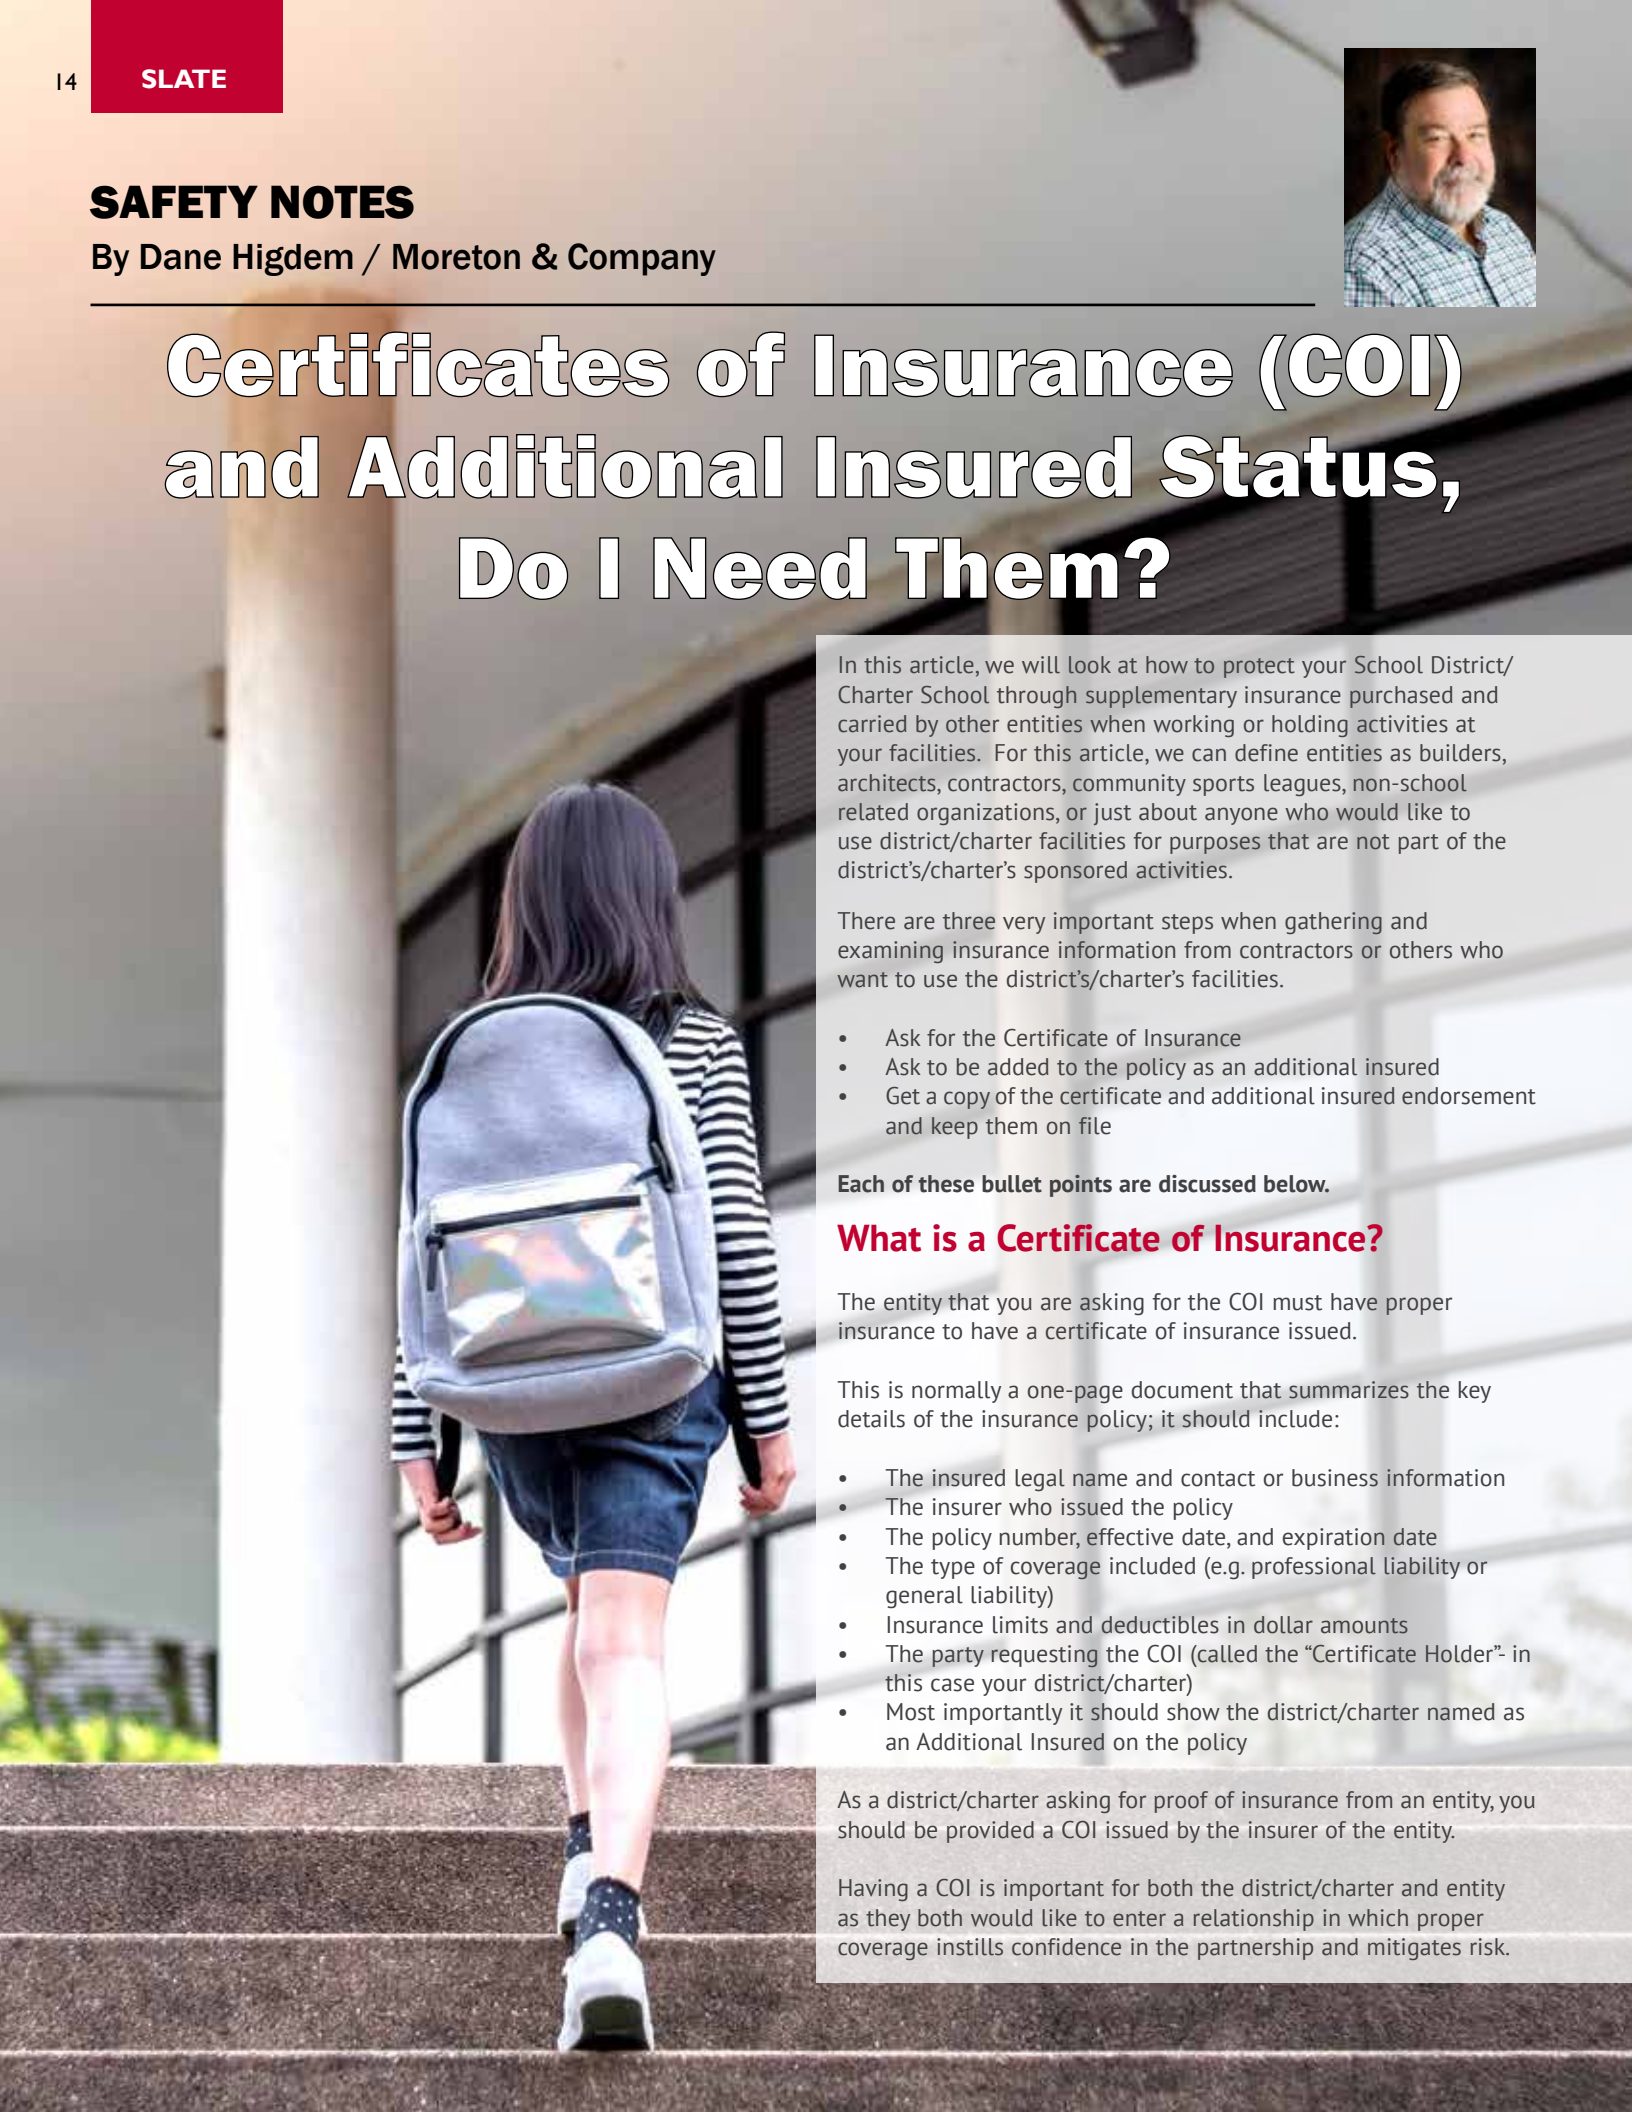 14
SLATE
SAFETY NOTES
By Dane Higdem / Moreton & Company
Certificates of Insurance (COI)
and Additional Insured Status,
Do I Need Them?
In this article, we will look at how to protect your School District/
Charter School through supplementary insurance purchased and
carried by other entities when working or holding activities at
your facilities.  For this article, we can define entities as builders,
architects, contractors, community sports leagues, non-school
related organizations, or just about anyone who would like to
use district/charter facilities for purposes that are not part of the
district’s/charter’s sponsored activities.
There are three very important steps when gathering and
examining insurance information from contractors or others who
want to use the district’s/charter’s facilities.
• Ask for the Certificate of Insurance
• Ask to be added to the policy as an additional insured
• Get a copy of the certificate and additional insured endorsement
and keep them on file
Each of these bullet points are discussed below.
What is a Certificate of Insurance?
The entity that you are asking for the COI must have proper
insurance to have a certificate of insurance issued.
This is normally a one-page document that summarizes the key
details of the insurance policy; it should include:
• The insured legal name and contact or business information
• The insurer who issued the policy
• The policy number, effective date, and expiration date
• The type of coverage included (e.g. professional liability or
general liability)
• Insurance limits and deductibles in dollar amounts
• The party requesting the COI (called the “Certificate Holder”- in
this case your district/charter)
• Most importantly it should show the district/charter named as
an Additional Insured on the policy
As a district/charter asking for proof of insurance from an entity, you
should be provided a COI issued by the insurer of the entity.
Having a COI is important for both the district/charter and entity
as they both would like to enter a relationship in which proper
coverage instills confidence in the partnership and mitigates risk.